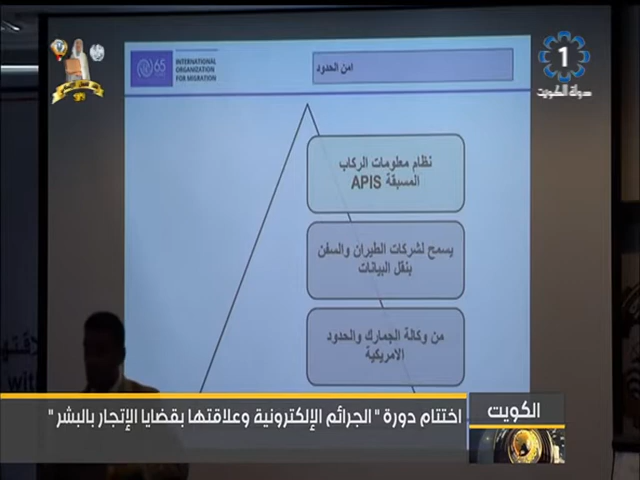 65
INTERNATIONAL
ORGANIZATION
FOR MIGRATION
امن الحدود
1
دولة الكويت
نظام معلومات الركاب
المسبقة APIS
يسمح لشركات الطيران والسفن
بنقل البيانات
من وكالة الجمارك والحدود
الامريكية
الكويت
اختتام دورة " الجرائم الإلكترونية وعلاقتها بقضايا الإتجار بالبشر "